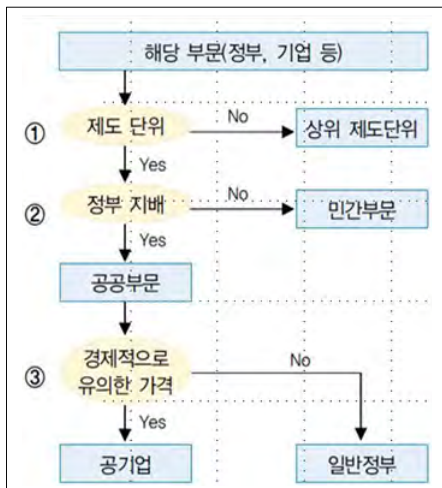 해당 부문(정부, 기업 등)
① 제도 단위 No 상위 제도단위
Yes
② 정부 지배 No 민간부문
Yes
공공부문
③ 경제적으로
유의한 가격 No
Yes
공기업 일반정부